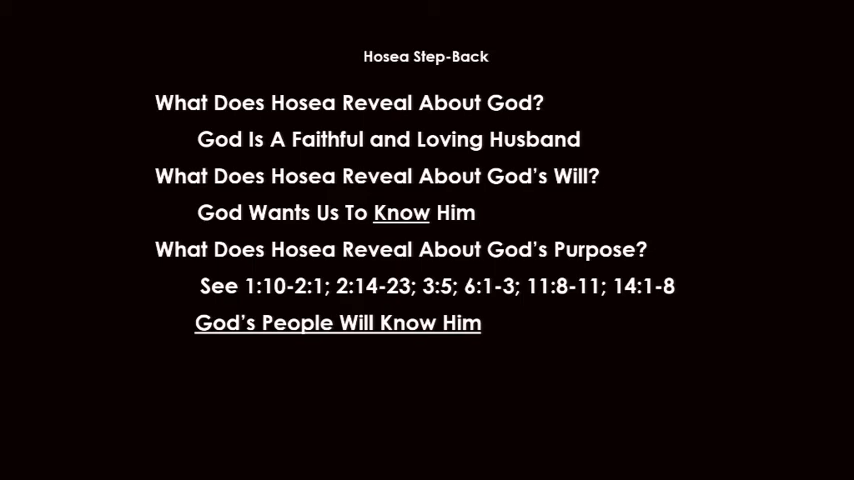 Hosea Step-Back
What Does Hosea Reveal About God?
God Is A Faithful and Loving Husband
What Does Hosea Reveal About God's Will?
God Wants Us To Know Him
What Does Hosea Reveal About God's Purpose?
See 1:10-2:1; 2:14-23; 3:5; 6:1-3; 11:8-11; 14:1-8
God's People Will Know Him